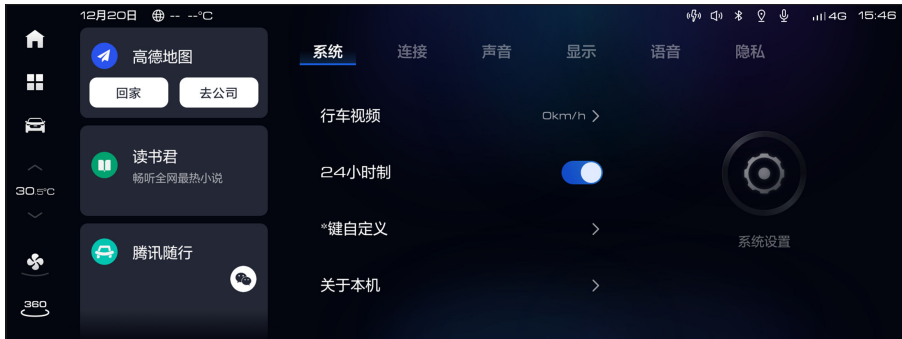 12月20日 -- --°C 4G 15:46
高德地图
回家 去公司
读书君
畅听全网最热小说
腾讯随行
30.5°C
360
系统 连接 声音 显示 语音 隐私
行车视频 0km/h
24小时制
*键自定义
关于本机
系统设置